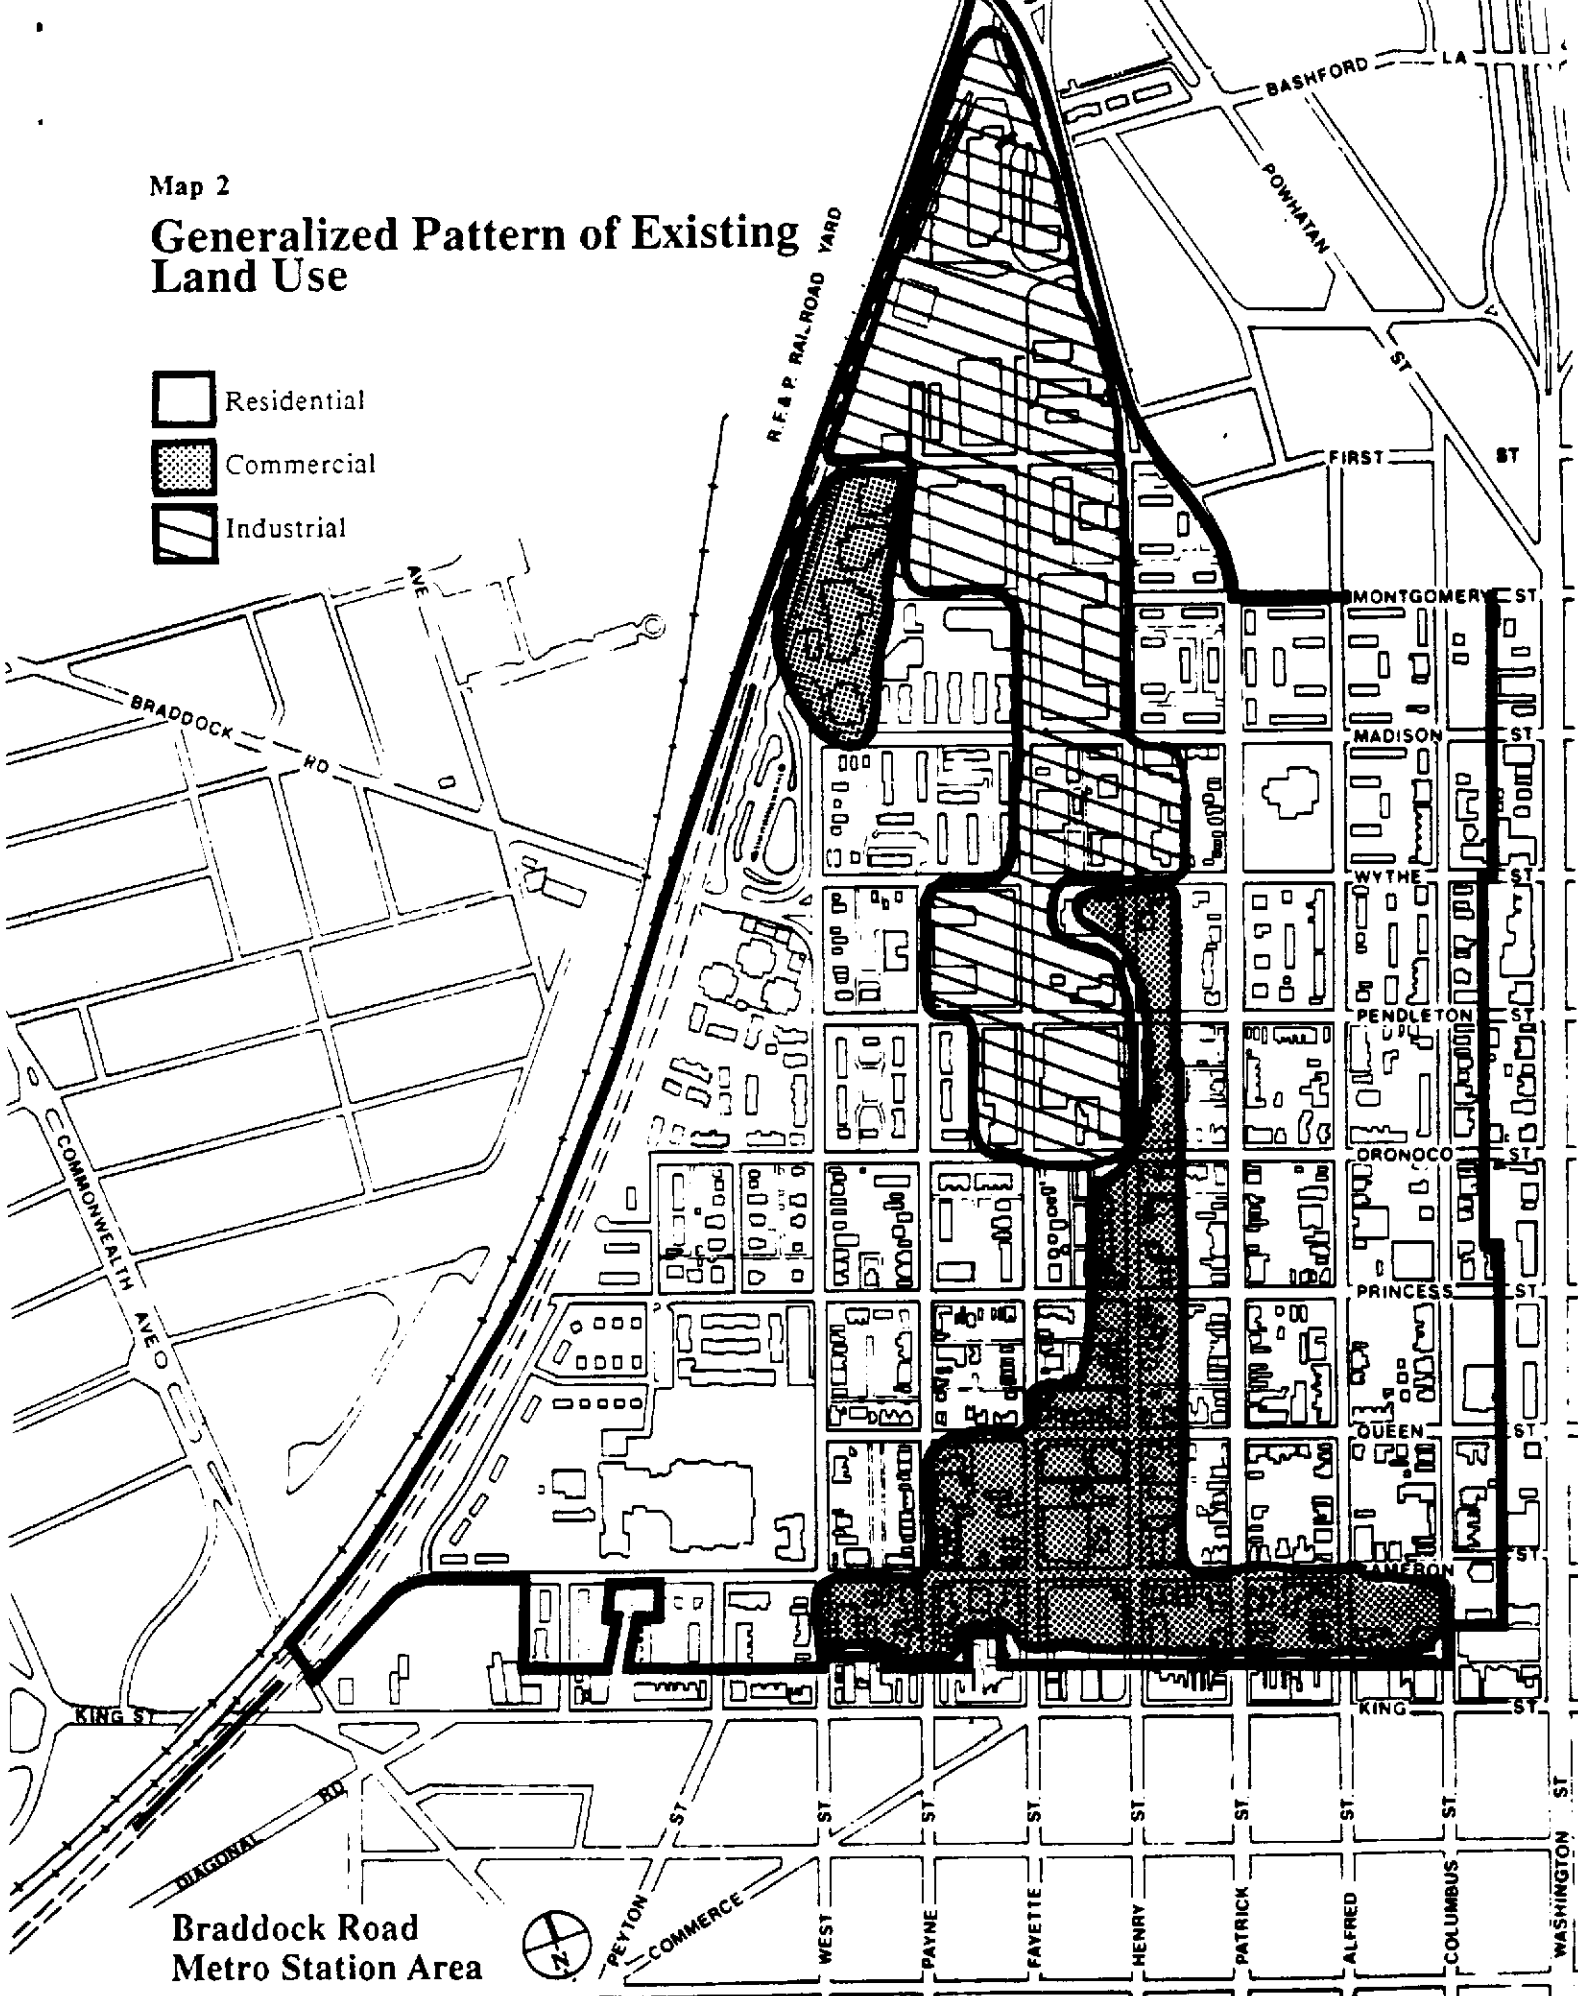 Map 2
Generalized Pattern of Existing
Land Use
Residential
Commercial
Industrial
R.F.& P. RAILROAD YARD
BASHFORD LA
POWHATAN
ST
FIRST ST
MONTGOMERY ST
MADISON ST
WYTHE ST
PENDLETON ST
ORONOCO ST
PRINCESS ST
QUEEN ST
CAMERON ST
KING ST
BRADDOCK RD
AVE
COMMONWEALTH AVE
KING ST
DIAGONAL RD
PEYTON ST
COMMERCE
WEST ST
PAYNE ST
FAYETTE ST
HENRY ST
PATRICK ST
ALFRED ST
COLUMBUS ST
WASHINGTON ST
Braddock Road
Metro Station Area
N